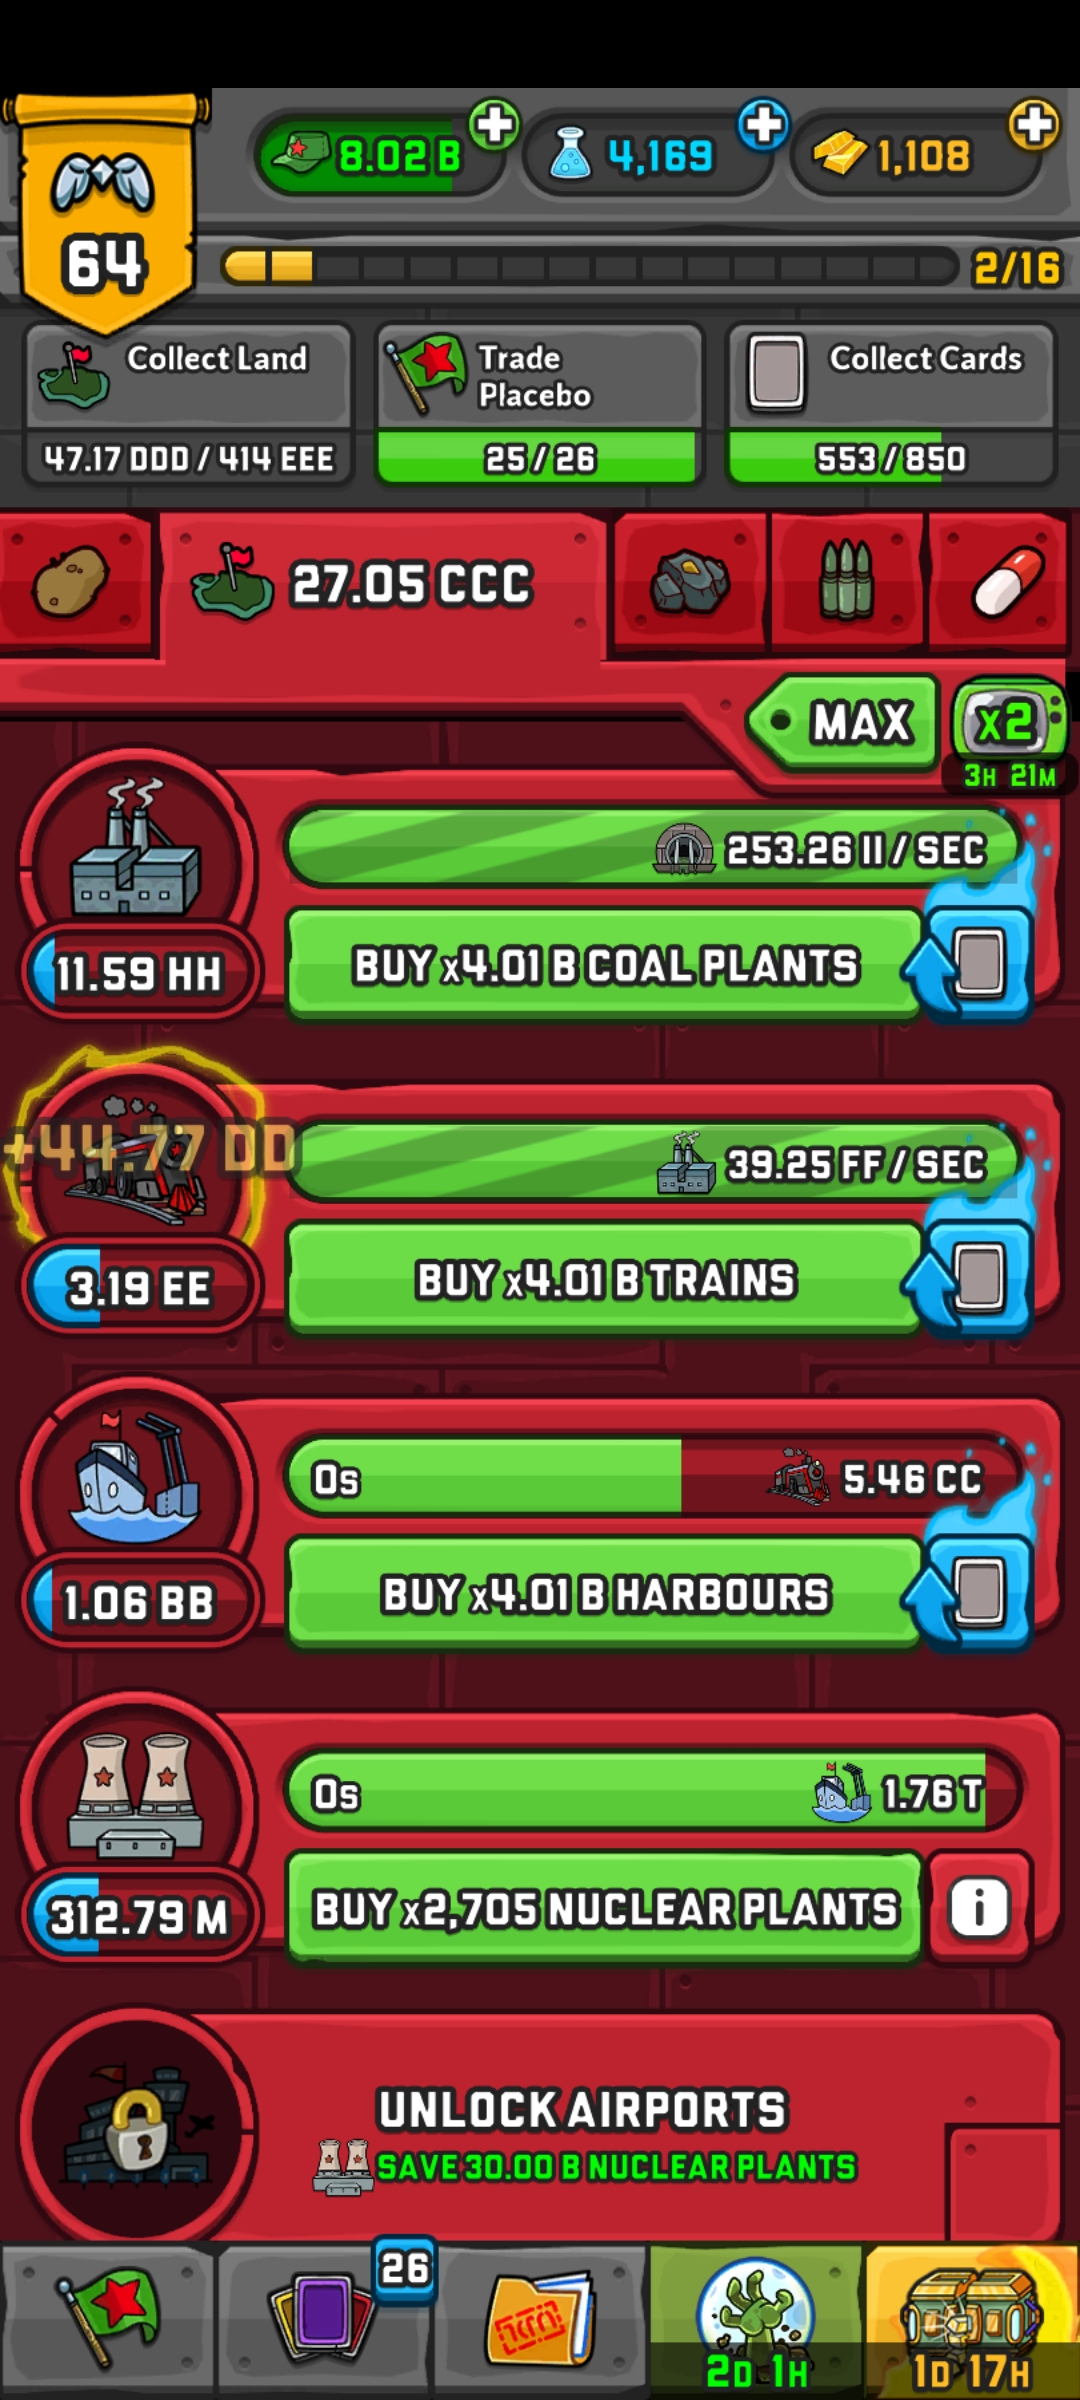 8.02 B
4,169
1,108
64
2/16
Collect Land
47.17 DDD / 414 EEE
Trade
Placebo
25 / 26
Collect Cards
553 / 850
27.05 CCC
MAX
X2
3H 21M
253.26 II / SEC
11.59 HH
BUY x4.01 B COAL PLANTS
+44.77 DD
39.25 FF / SEC
3.19 EE
BUY x4.01 B TRAINS
0s
5.46 CC
1.06 BB
BUY x4.01 B HARBOURS
0s
1.76 T
312.79 M
BUY x2,705 NUCLEAR PLANTS
i
UNLOCK AIRPORTS
SAVE 30.00 B NUCLEAR PLANTS
26
2D 1H
1D 17H